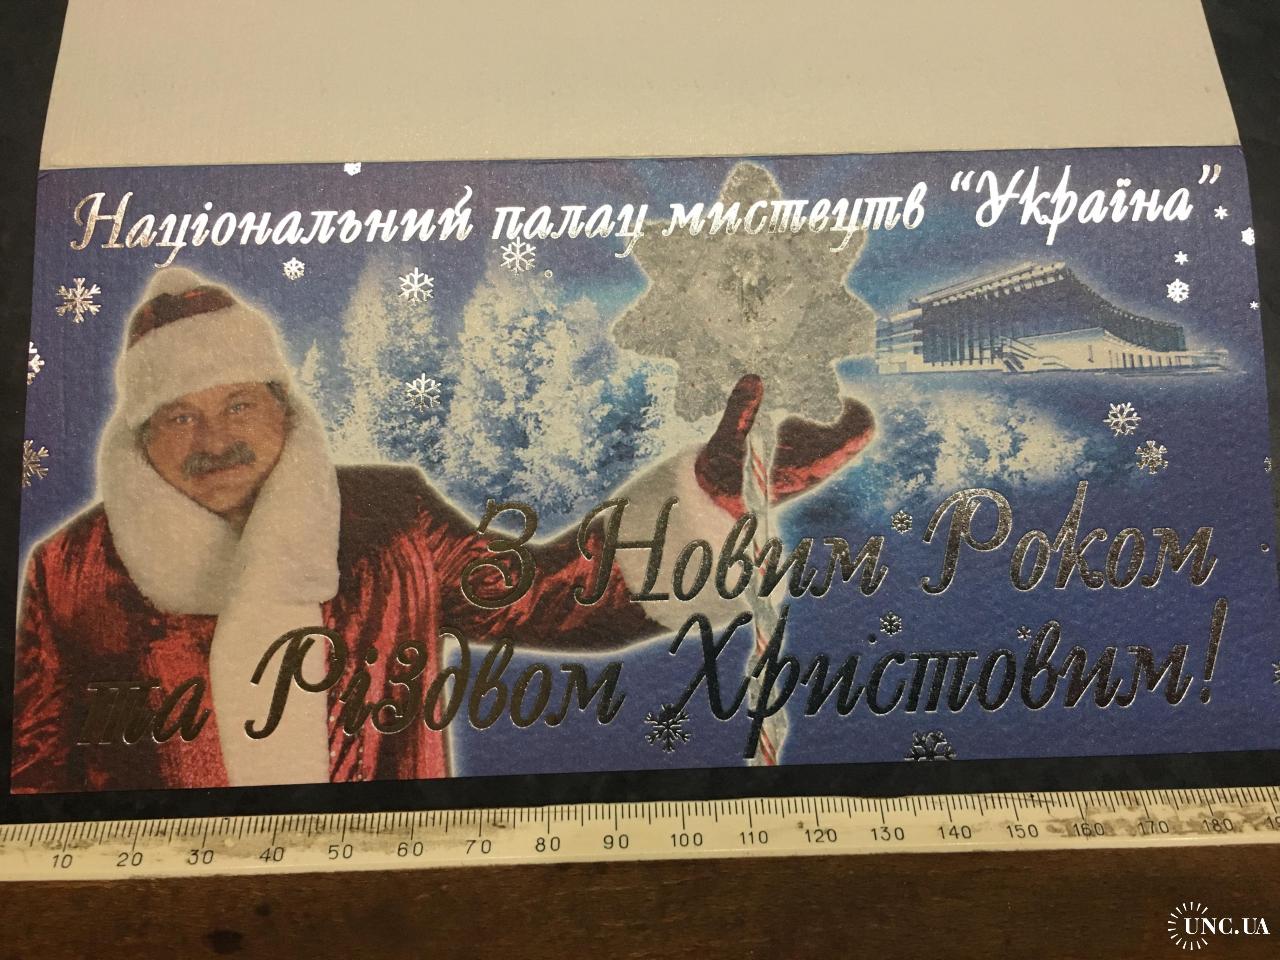 Національний палац мистецтв “Україна”
З Новим Роком
та Різдвом Христовим!
10 20 30 40 50 60 70 80 90 100 110 120 130 140 150 160 170 180
UNC.UA